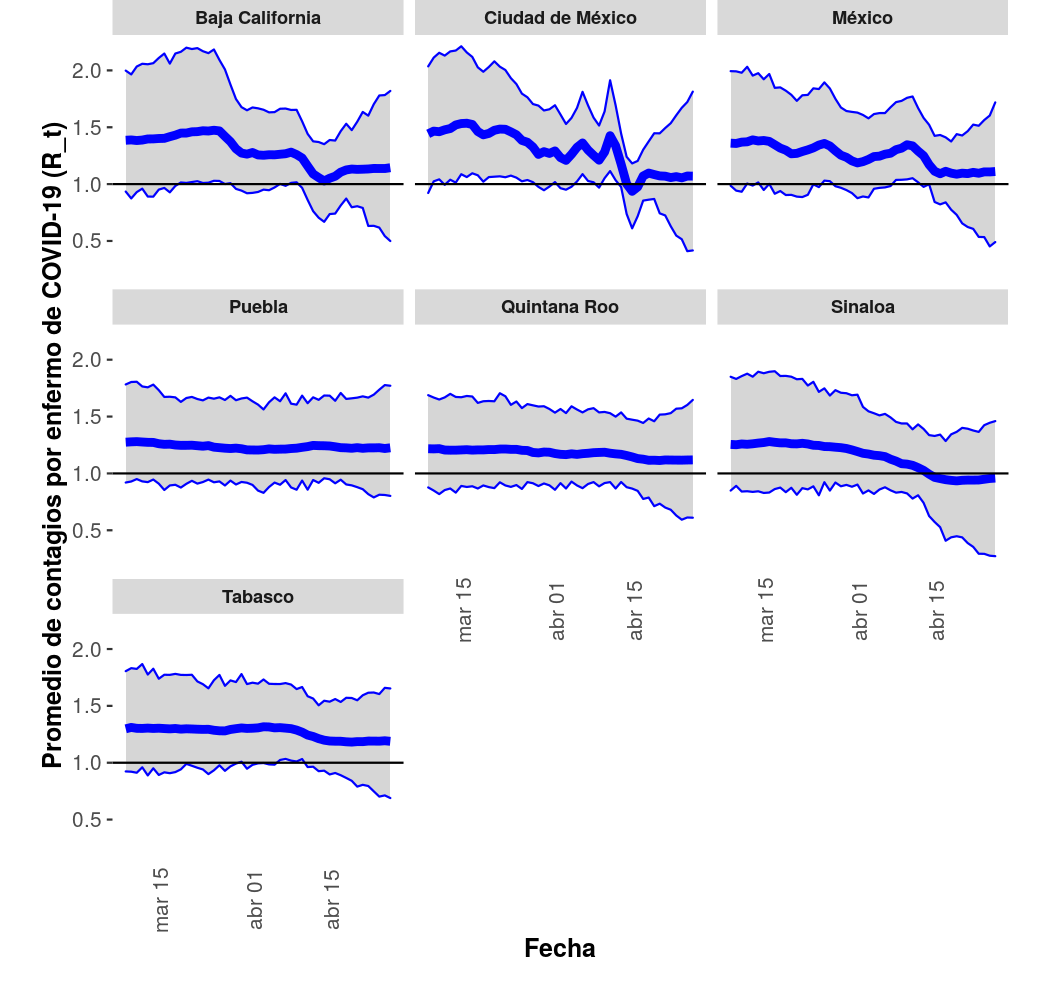 Baja California
Ciudad de México
México
2.0
1.5
1.0
0.5
Puebla
Quintana Roo
Sinaloa
2.0
1.5
1.0
0.5
mar 15
abr 01
abr 15
mar 15
abr 01
abr 15
Tabasco
2.0
1.5
1.0
0.5
mar 15
abr 01
abr 15
Fecha
Promedio de contagios por enfermo de COVID-19 (R_t)